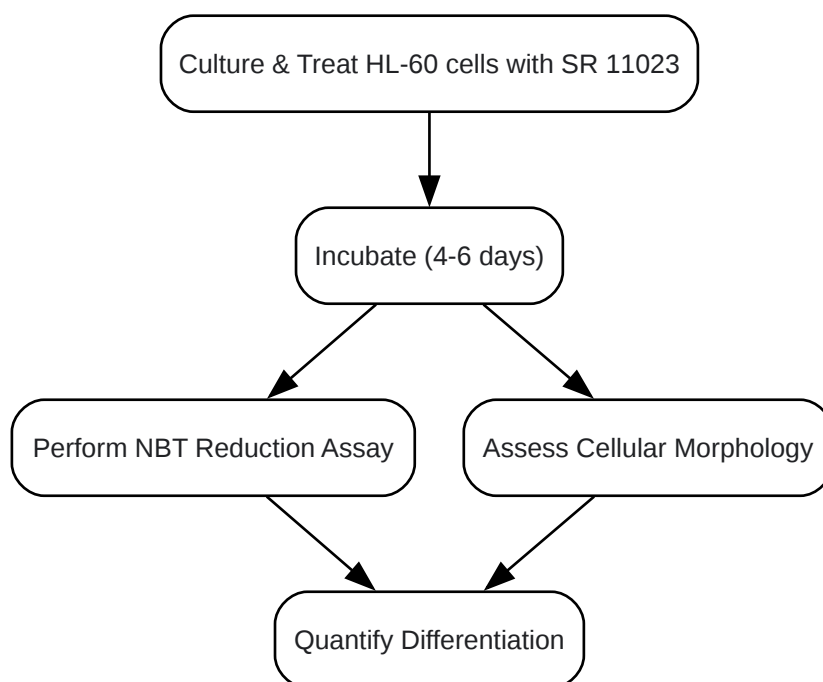 Culture & Treat HL-60 cells with SR 11023
Incubate (4-6 days)
Perform NBT Reduction Assay
Assess Cellular Morphology
Quantify Differentiation